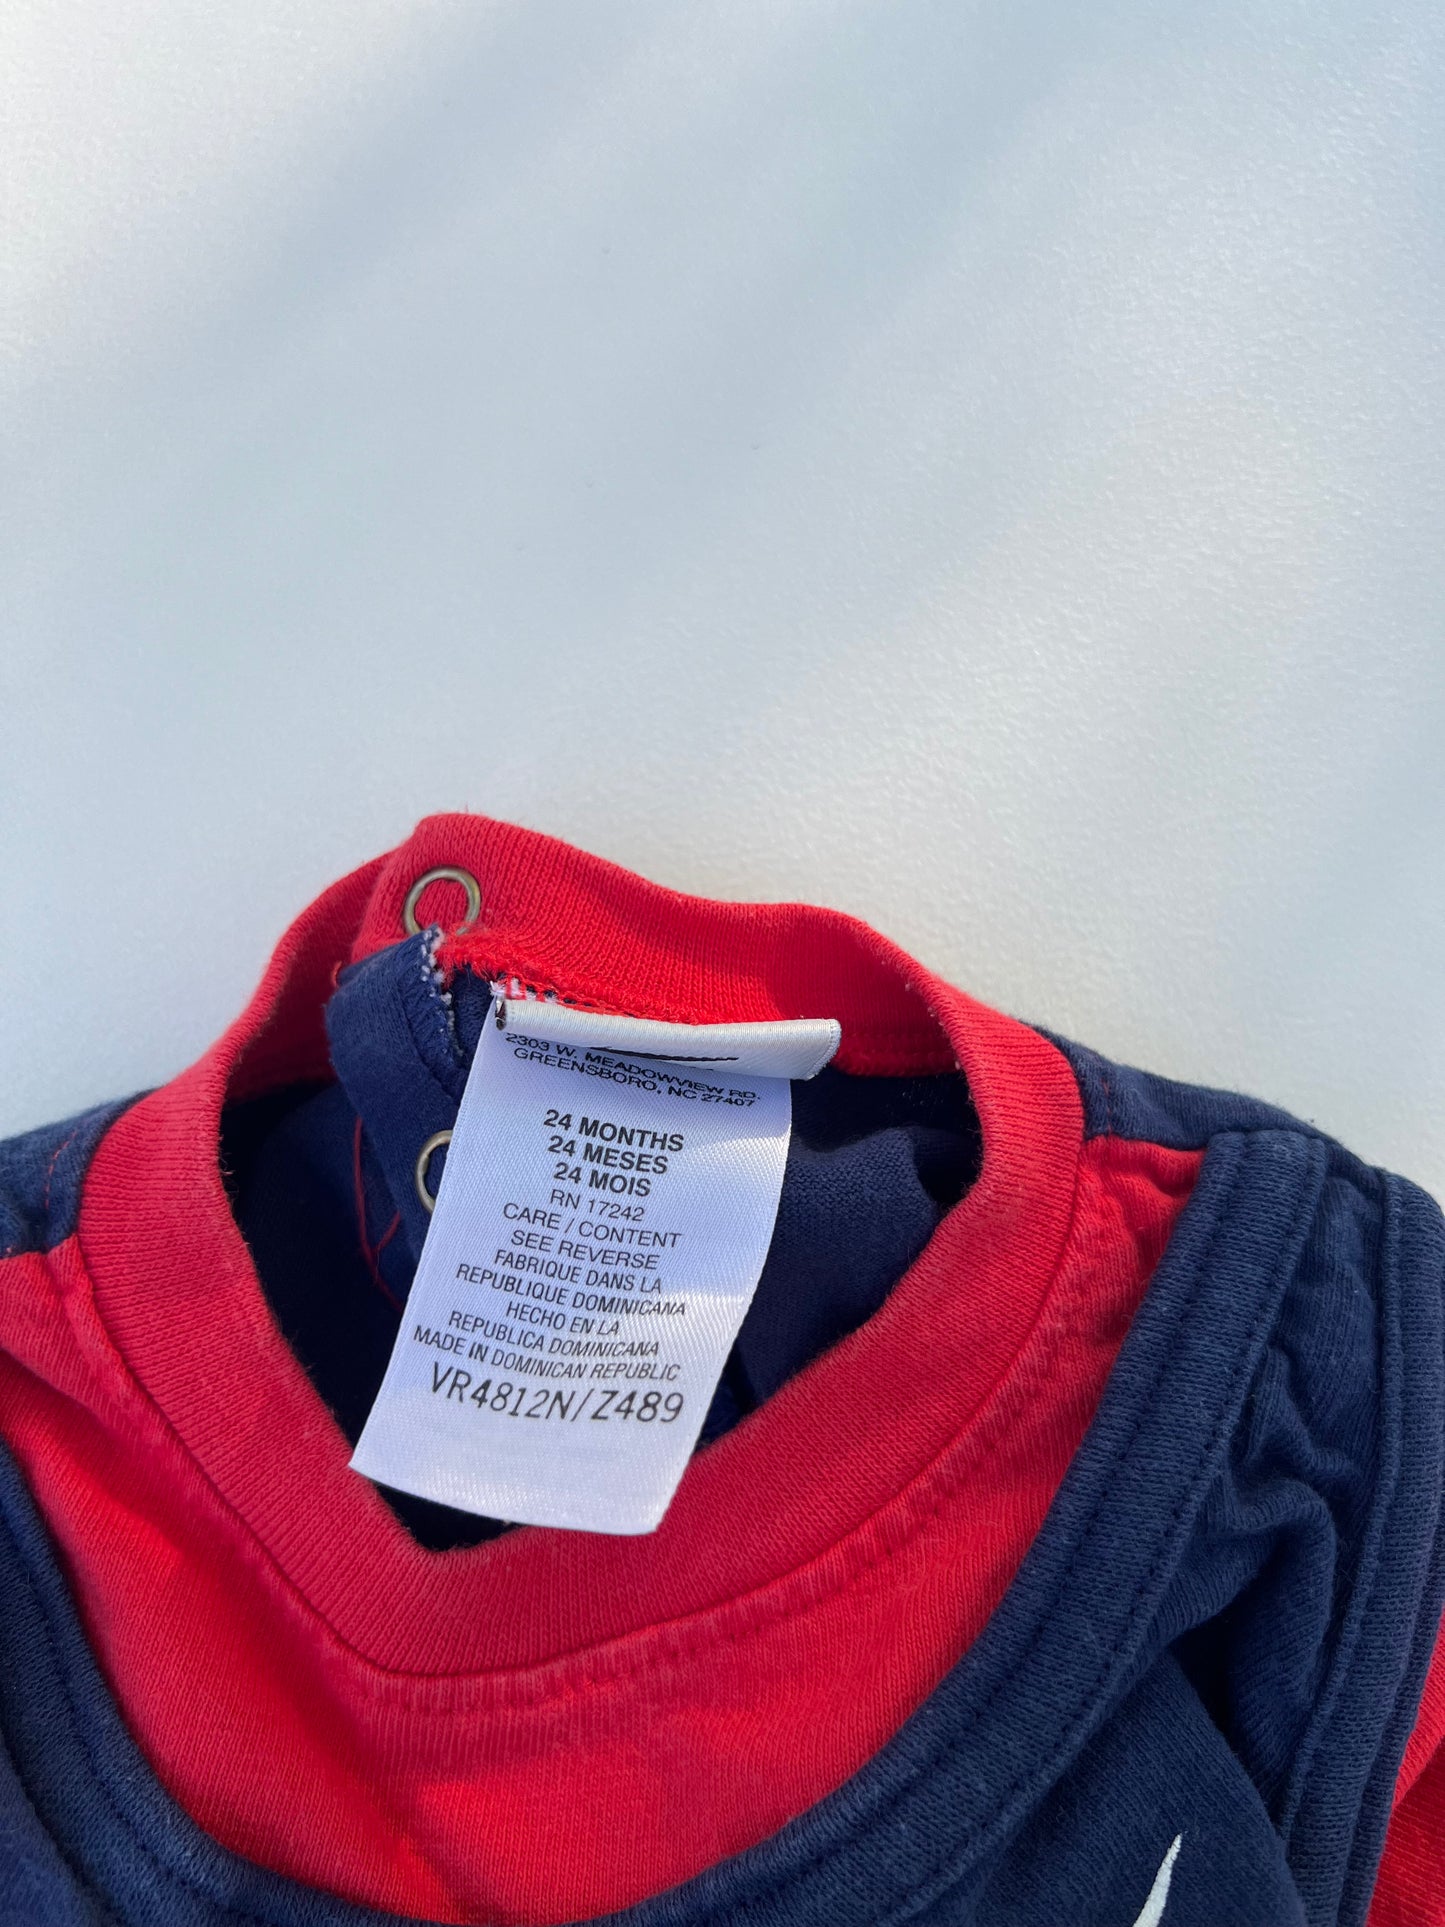 2303 W. MEADOWVIEW RD.
GREENSBORO, NC 27407
24 MONTHS
24 MESES
24 MOIS
RN 17242
CARE / CONTENT
SEE REVERSE
FABRIQUE DANS LA
REPUBLIQUE DOMINICANA
HECHO EN LA
REPUBLICA DOMINICANA
MADE IN DOMINICAN REPUBLIC
VR4812N/Z489